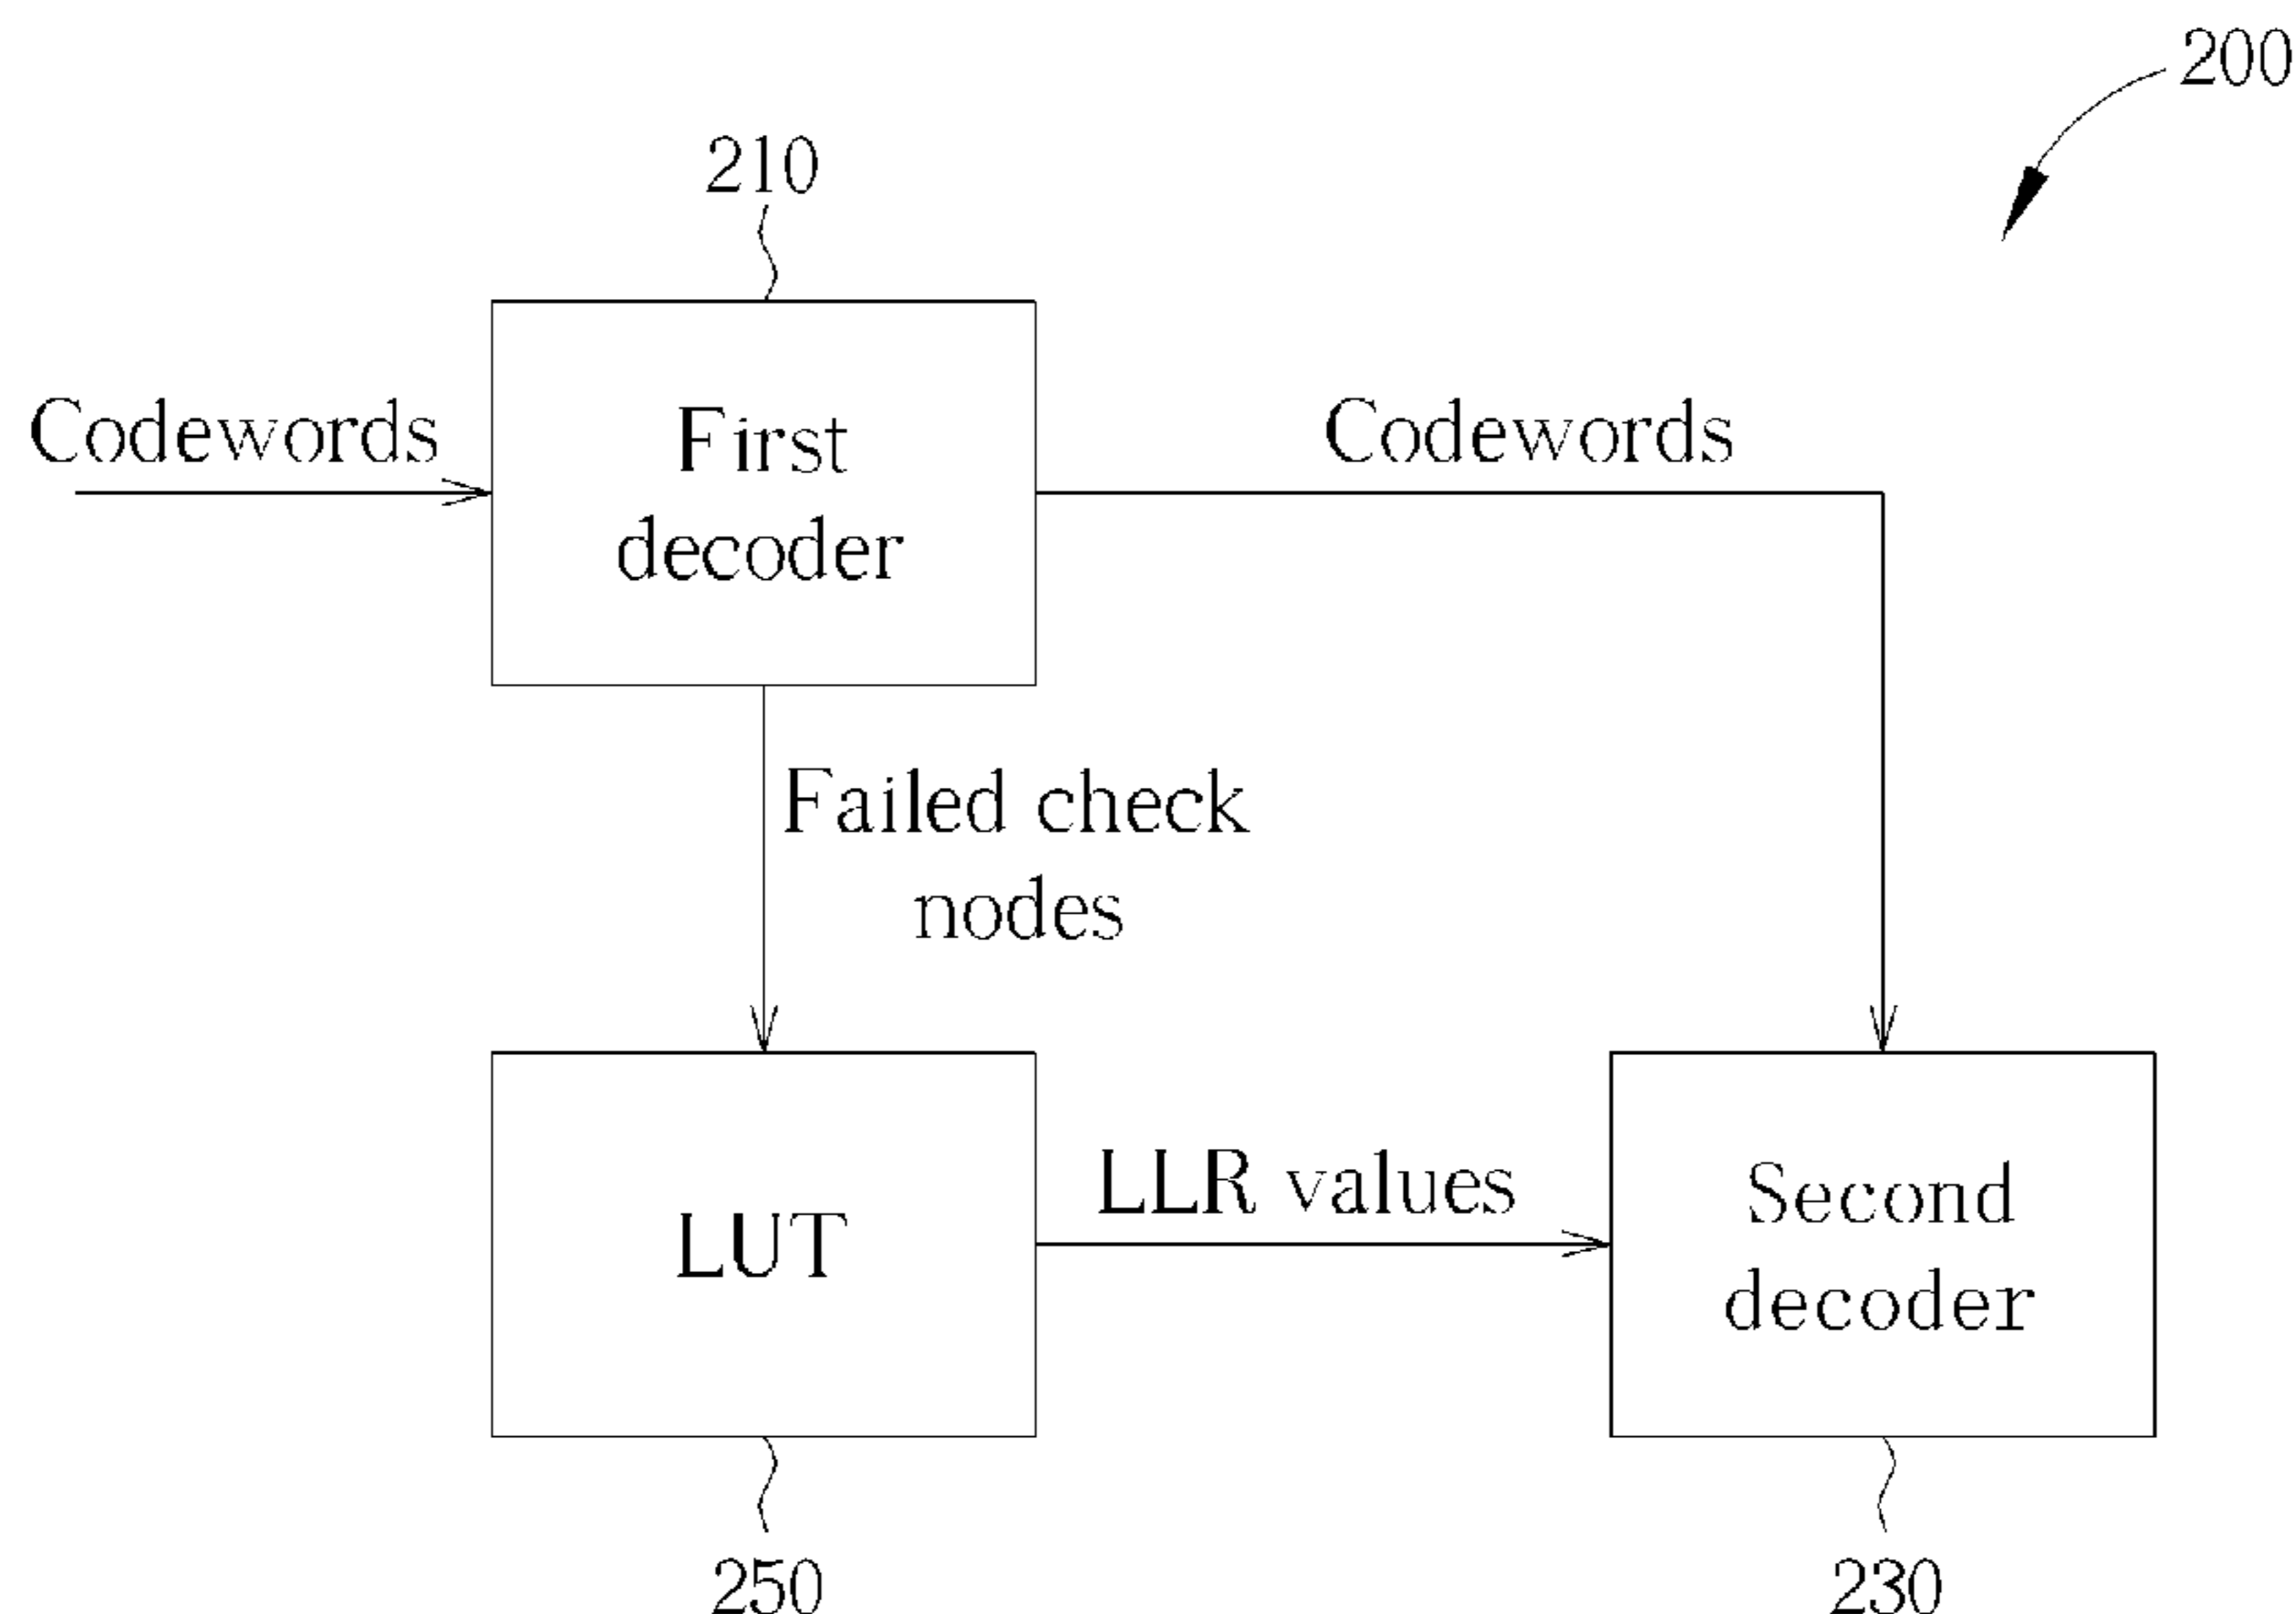 200
210
Codewords
First
decoder
Codewords
Failed check
nodes
LUT
LLR values
Second
decoder
250
230